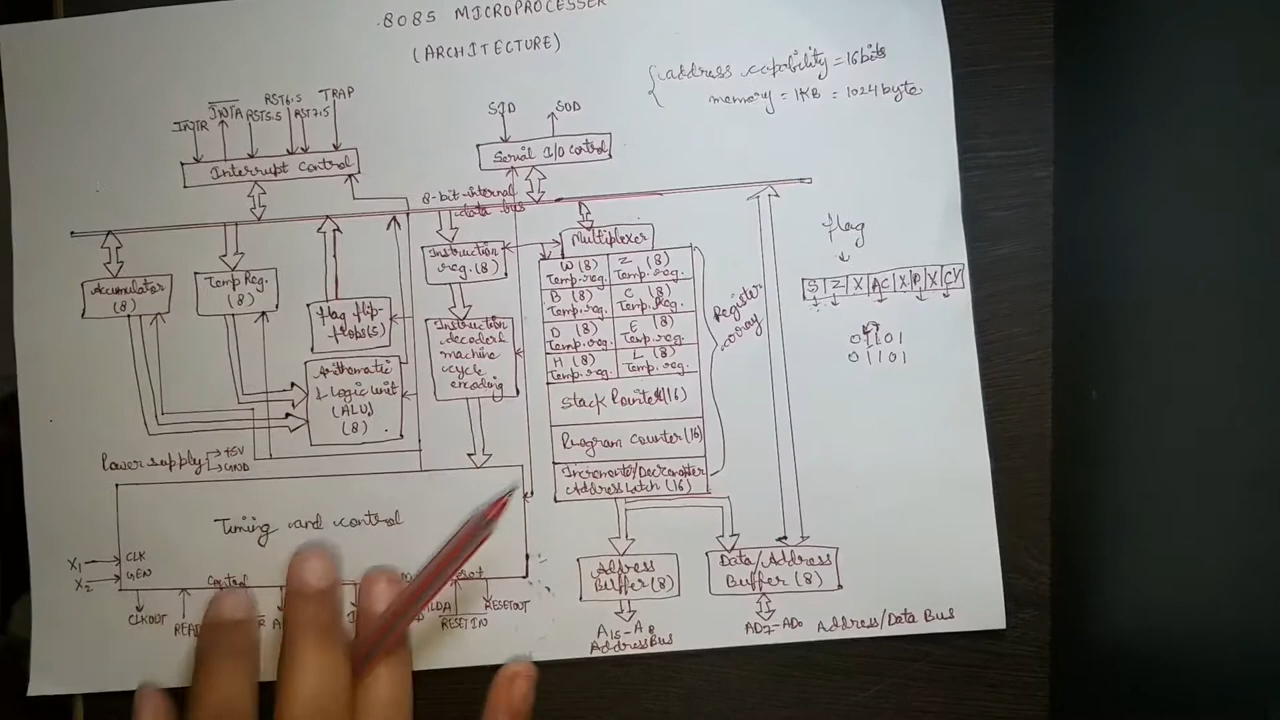 8085 MICROPROCESSER
(ARCHITECTURE)
address capability = 16bits
memory = 1KB = 1024 byte
INTR
INTA
RST5.5
RST6.5
RST7.5
TRAP
Interrupt Control
SID
SOD
Serial I/O Control
8-bit internal
data bus
Accumulator
(8)
Temp Reg.
(8)
Flag flip-
flops(5)
Arithmatic
& Logic Unit
(ALU)
(8)
Instruction
reg. (8)
Instruction
decoder &
machine
cycle
encoding
Multiplexer
W (8)
Temp. reg.
Z (8)
Temp. reg.
B (8)
Temp. reg.
C (8)
Temp. Reg.
D (8)
Temp. reg.
E (8)
Temp. reg.
H (8)
Temp. reg.
L (8)
Temp. reg.
Stack Pointer (16)
Program Counter (16)
Incrementer/Decrementer
Address Latch (16)
Register
array
flag
S Z X AC X P X CY
01101
01101
Power supply
+5V
GND
Timing and control
X1
X2
CLK
GEN
Control
CLKOUT
RESET IN
RESETOUT
Address
Buffer (8)
Data/Address
Buffer (8)
A15-A8
Address Bus
AD7-AD0 Address/Data Bus